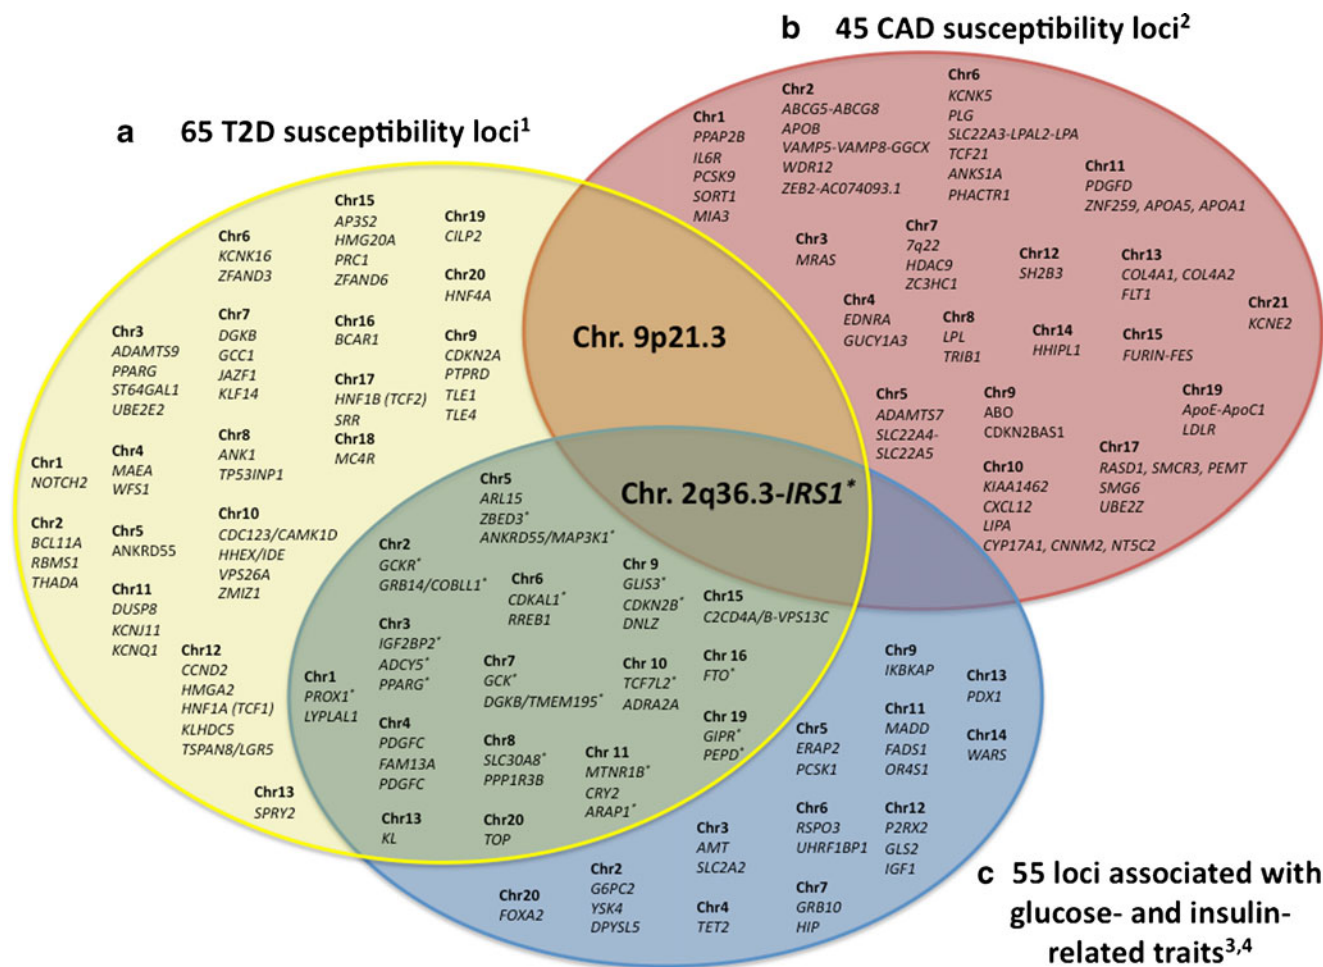 b 45 CAD susceptibility loci2
a 65 T2D susceptibility loci1
Chr1
PPAP2B
IL6R
PCSK9
SORT1
MIA3
Chr2
ABCG5-ABCG8
APOB
VAMP5-VAMP8-GGCX
WDR12
ZEB2-AC074093.1
Chr6
KCNK5
PLG
SLC22A3-LPAL2-LPA
TCF21
ANKS1A
PHACTR1
Chr11
PDGFD
ZNF259, APOA5, APOA1
Chr3
MRAS
Chr7
7q22
HDAC9
ZC3HC1
Chr12
SH2B3
Chr13
COL4A1, COL4A2
FLT1
Chr21
KCNE2
Chr4
EDNRA
GUCY1A3
Chr8
LPL
TRIB1
Chr14
HHIPL1
Chr15
FURIN-FES
Chr5
ADAMTS7
SLC22A4-
SLC22A5
Chr9
ABO
CDKN2BAS1
Chr19
ApoE-ApoC1
LDLR
Chr10
KIAA1462
CXCL12
LIPA
CYP17A1, CNNM2, NT5C2
Chr17
RASD1, SMCR3, PEMT
SMG6
UBE2Z
Chr15
AP3S2
HMG20A
PRC1
ZFAND6
Chr19
CILP2
Chr6
KCNK16
ZFAND3
Chr20
HNF4A
Chr3
ADAMTS9
PPARG
ST64GAL1
UBE2E2
Chr7
DGKB
GCC1
JAZF1
KLF14
Chr16
BCAR1
Chr9
CDKN2A
PTPRD
TLE1
TLE4
Chr17
HNF1B (TCF2)
SRR
Chr18
MC4R
Chr8
ANK1
TP53INP1
Chr4
MAEA
WFS1
Chr1
NOTCH2
Chr2
BCL11A
RBMS1
THADA
Chr5
ANKRD55
Chr10
CDC123/CAMK1D
HHEX/IDE
VPS26A
ZMIZ1
Chr11
DUSP8
KCNJ11
KCNQ1
Chr12
CCND2
HMGA2
HNF1A (TCF1)
KLHDC5
TSPAN8/LGR5
Chr13
SPRY2
Chr. 9p21.3
Chr. 2q36.3-IRS1*
Chr5
ARL15
ZBED3*
ANKRD55/MAP3K1*
Chr2
GCKR*
GRB14/COBLL1*
Chr6
CDKAL1*
RREB1
Chr 9
GLIS3*
CDKN2B*
DNLZ
Chr15
C2CD4A/B-VPS13C
Chr3
IGF2BP2*
ADCY5*
PPARG*
Chr1
PROX1*
LYPLAL1
Chr7
GCK*
DGKB/TMEM195*
Chr 10
TCF7L2*
ADRA2A
Chr 16
FTO*
Chr4
PDGFC
FAM13A
PDGFC
Chr8
SLC30A8*
PPP1R3B
Chr 11
MTNR1B*
CRY2
ARAP1*
Chr 19
GIPR*
PEPD*
Chr13
KL
Chr20
TOP
Chr9
IKBKAP
Chr13
PDX1
Chr5
ERAP2
PCSK1
Chr11
MADD
FADS1
OR4S1
Chr14
WARS
Chr6
RSPO3
UHRF1BP1
Chr12
P2RX2
GLS2
IGF1
Chr3
AMT
SLC2A2
Chr2
G6PC2
YSK4
DPYSL5
Chr20
FOXA2
Chr4
TET2
Chr7
GRB10
HIP
c 55 loci associated with
glucose- and insulin-
related traits3,4